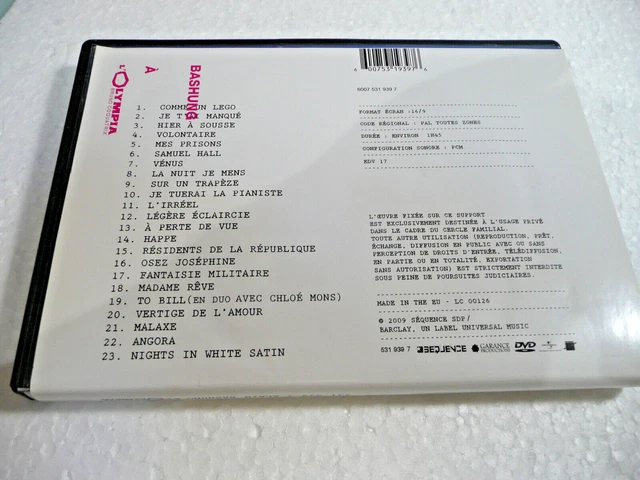 BASHUNG
À
L'OLYMPIA
1. COMME UN LEGO
2. JE T'AI MANQUÉ
3. HIER À SOUSSE
4. VOLONTAIRE
5. MES PRISONS
6. SAMUEL HALL
7. VÉNUS
8. LA NUIT JE MENS
9. SUR UN TRAPÈZE
10. JE TUERAI LA PIANISTE
11. L'IRRÉEL
12. LÉGÈRE ÉCLAIRCIE
13. À PERTE DE VUE
14. HAPPE
15. RÉSIDENTS DE LA RÉPUBLIQUE
16. OSEZ JOSÉPHINE
17. FANTAISIE MILITAIRE
18. MADAME RÊVE
19. TO BILL(EN DUO AVEC CHLOÉ MONS)
20. VERTIGE DE L'AMOUR
21. MALAXE
22. ANGORA
23. NIGHTS IN WHITE SATIN
6 00753 19397 6
6007 531 939 7
FORMAT ÉCRAN :16/9
CODE RÉGIONAL : PAL TOUTES ZONES
DURÉE : ENVIRON 1H45
CONFIGURATION SONORE : PCM
EDV 17
L'ŒUVRE FIXÉE SUR CE SUPPORT
EST EXCLUSIVEMENT DESTINÉE À L'USAGE PRIVÉ
DANS LE CADRE DU CERCLE FAMILIAL.
TOUTE AUTRE UTILISATION (REPRODUCTION, PRÊT,
ÉCHANGE, DIFFUSION EN PUBLIC AVEC OU SANS
PERCEPTION DE DROITS D'ENTRÉE, TÉLÉDIFFUSION,
EN PARTIE OU EN TOTALITÉ, EXPORTATION
SANS AUTORISATION) EST STRICTEMENT INTERDITE
SOUS PEINE DE POURSUITES JUDICIAIRES.
MADE IN THE EU - LC 00126
© 2009 SÉQUENCE SDP/
BARCLAY, UN LABEL UNIVERSAL MUSIC
531 939 7 SEQUENCE GARANCE PRODUCTIONS DVD